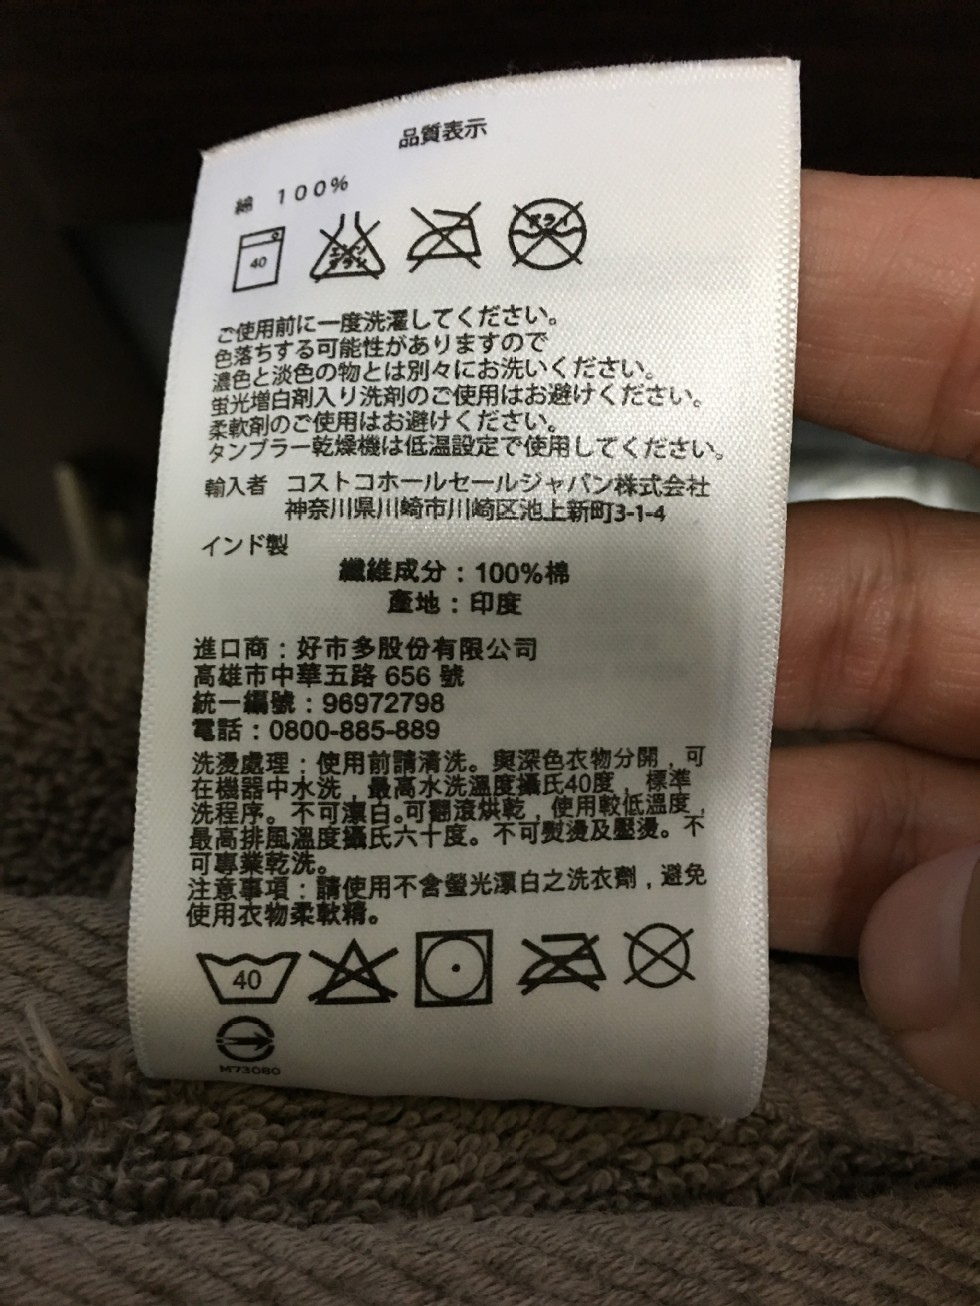 品質表示
綿 100%
40 エンソサラシ ドライ
ご使用前に一度洗濯してください。
色落ちする可能性がありますので
濃色と淡色の物とは別々にお洗いください。
蛍光増白剤入り洗剤のご使用はお避けください。
柔軟剤のご使用はお避けください。
タンブラー乾燥機は低温設定で使用してください。
輸入者 コストコホールセールジャパン株式会社
神奈川県川崎市川崎区池上新町3-1-4
インド製
纖維成分：100%棉
產地：印度
進口商：好市多股份有限公司
高雄市中華五路 656 號
統一編號：96972798
電話：0800-885-889
洗燙處理：使用前請清洗。與深色衣物分開，可
在機器中水洗，最高水洗溫度攝氏40度，標準
洗程序。不可漂白。可翻滾烘乾，使用較低溫度，
最高排風溫度攝氏六十度。不可熨燙及壓燙。不
可專業乾洗。
注意事項：請使用不含螢光漂白之洗衣劑，避免
使用衣物柔軟精。
40
M73080